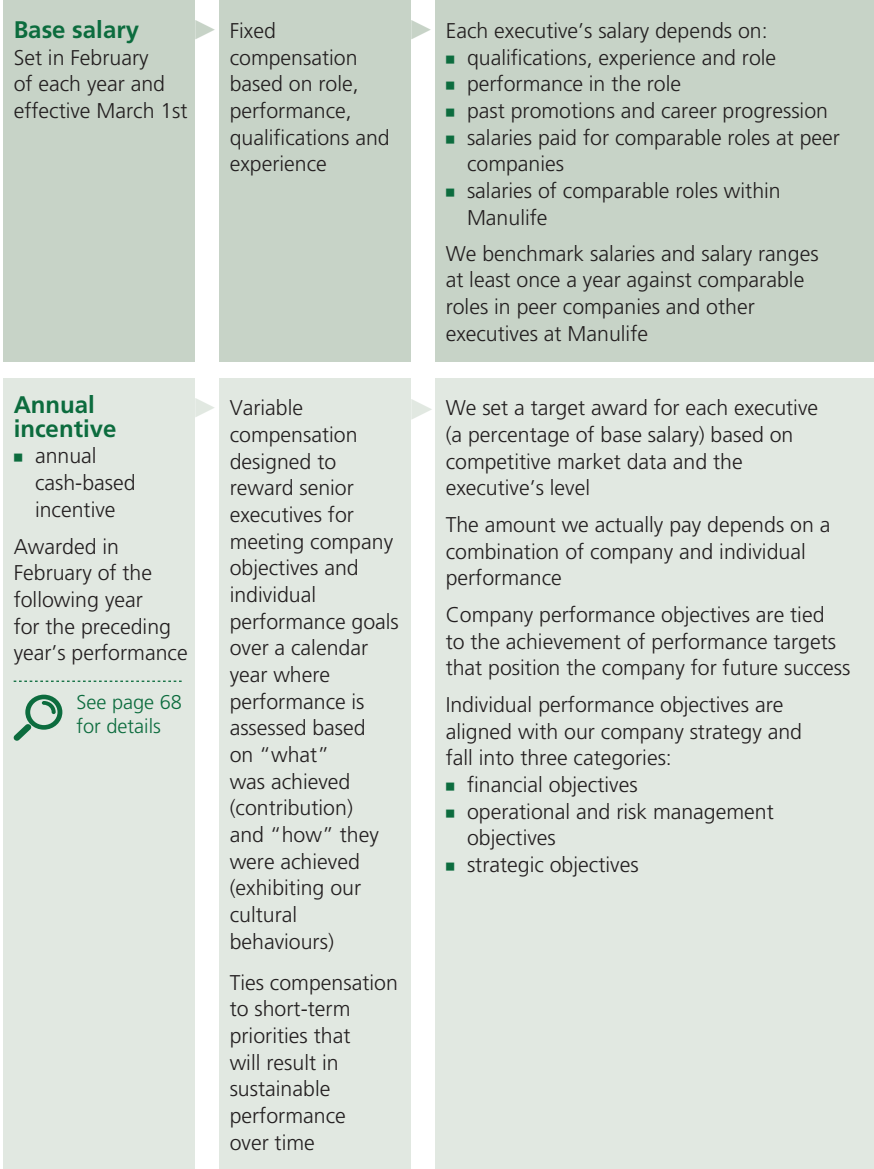 Base salary
Set in February
of each year and
effective March 1st
Fixed
compensation
based on role,
performance,
qualifications and
experience
Each executive’s salary depends on:
■ qualifications, experience and role
■ performance in the role
■ past promotions and career progression
■ salaries paid for comparable roles at peer
companies
■ salaries of comparable roles within
Manulife
We benchmark salaries and salary ranges
at least once a year against comparable
roles in peer companies and other
executives at Manulife
Annual
incentive
■ annual
cash-based
incentive
Awarded in
February of the
following year
for the preceding
year’s performance
See page 68
for details
Variable
compensation
designed to
reward senior
executives for
meeting company
objectives and
individual
performance goals
over a calendar
year where
performance is
assessed based
on “what”
was achieved
(contribution)
and “how” they
were achieved
(exhibiting our
cultural
behaviours)
Ties compensation
to short-term
priorities that
will result in
sustainable
performance
over time
We set a target award for each executive
(a percentage of base salary) based on
competitive market data and the
executive’s level
The amount we actually pay depends on a
combination of company and individual
performance
Company performance objectives are tied
to the achievement of performance targets
that position the company for future success
Individual performance objectives are
aligned with our company strategy and
fall into three categories:
■ financial objectives
■ operational and risk management
objectives
■ strategic objectives